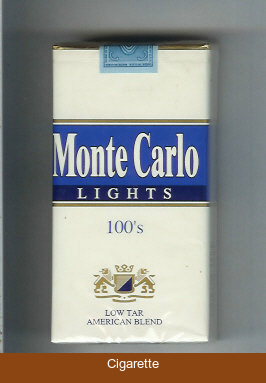 Monte Carlo
LIGHTS
100's
LOW TAR
AMERICAN BLEND
Cigarette